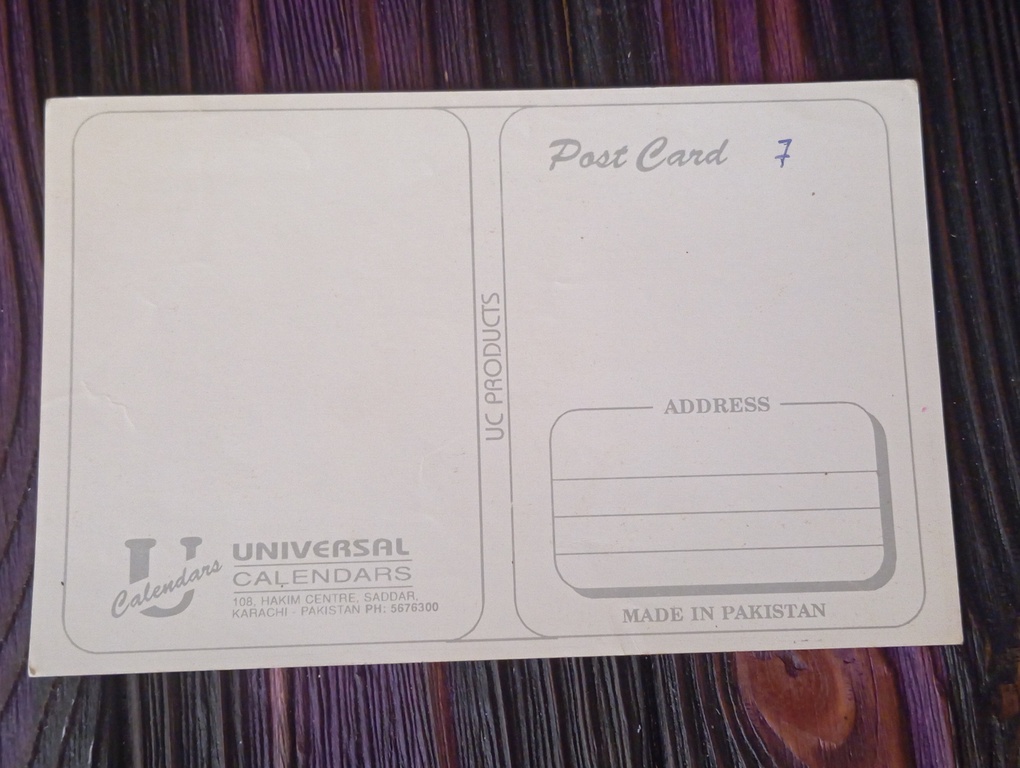 Post Card 7
UC PRODUCTS
ADDRESS
U
Calendars
UNIVERSAL
CALENDARS
108, HAKIM CENTRE, SADDAR,
KARACHI - PAKISTAN PH: 5676300
MADE IN PAKISTAN